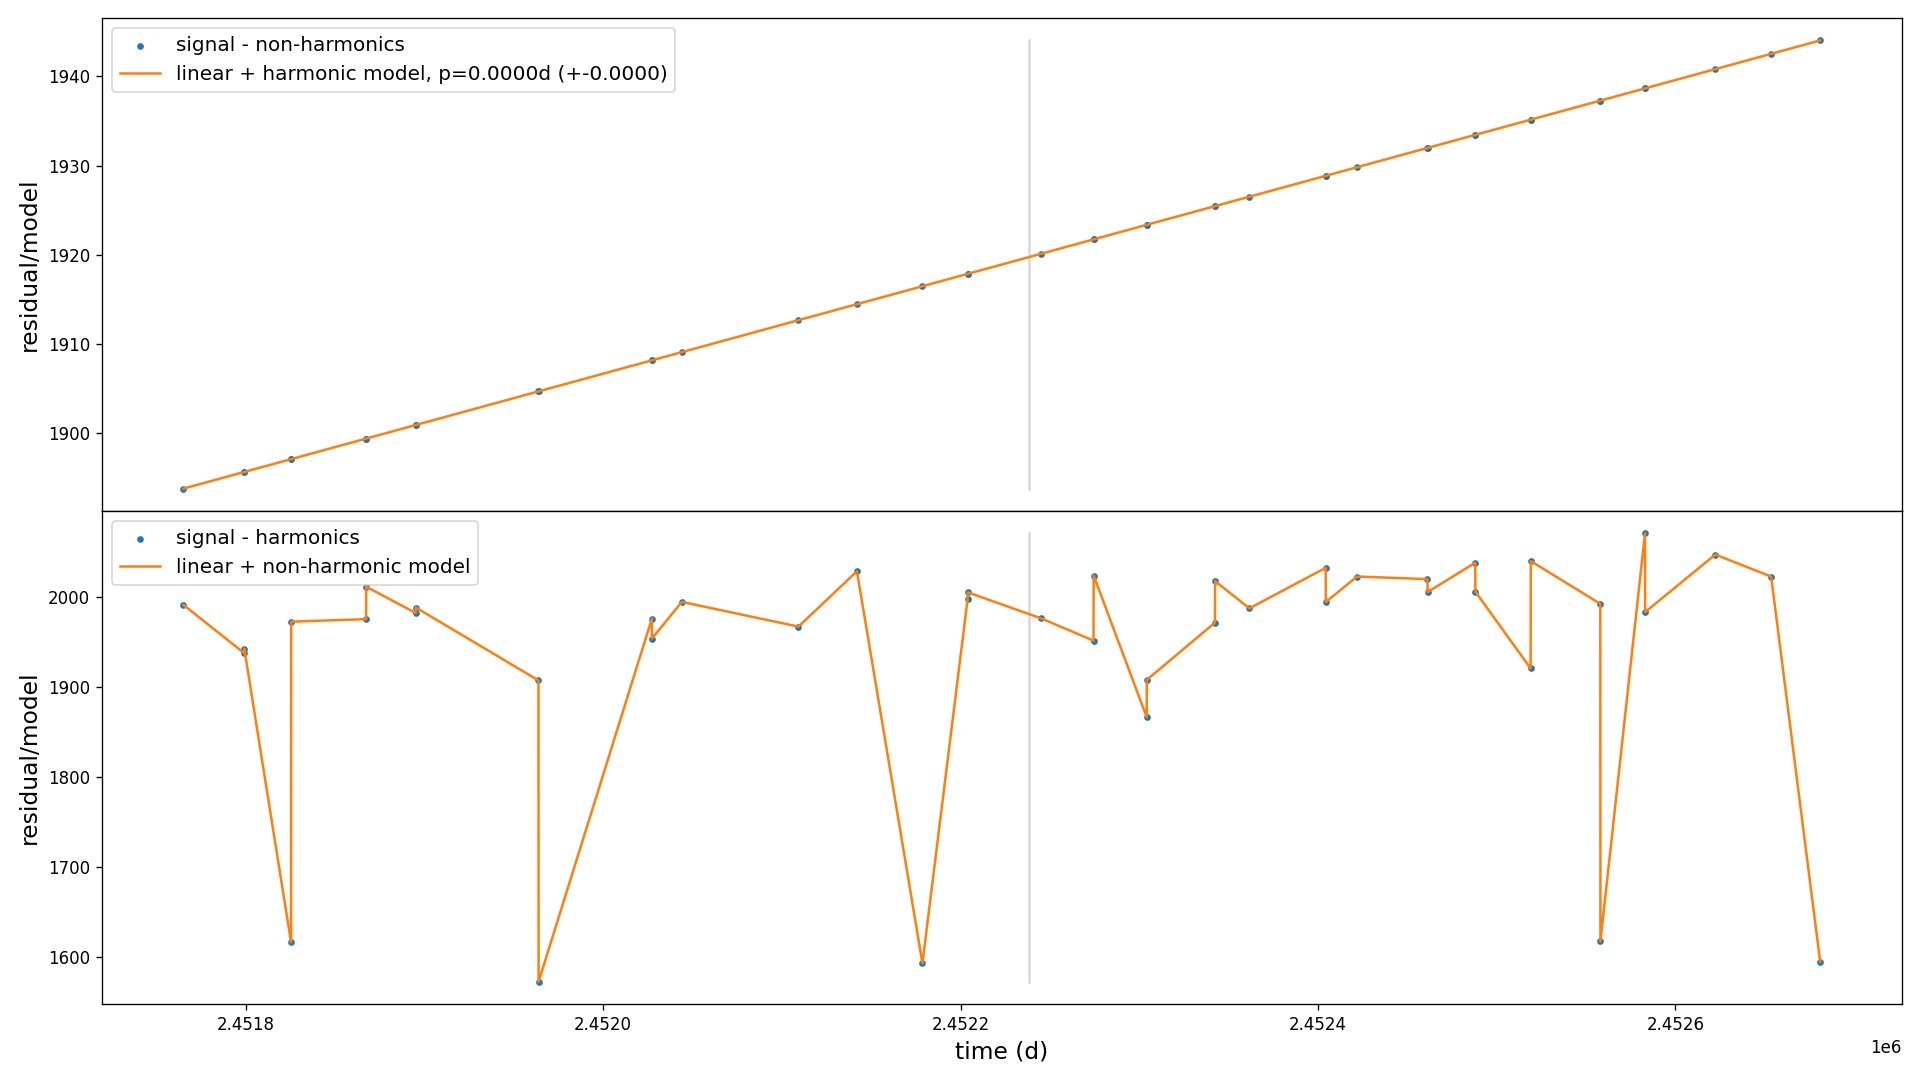 signal - non-harmonics
linear + harmonic model, p=0.0000d (+-0.0000)
1940
1930
1920
1910
1900
residual/model
signal - harmonics
linear + non-harmonic model
2000
1900
1800
1700
1600
residual/model
2.4518
2.4520
2.4522
2.4524
2.4526
1e6
time (d)